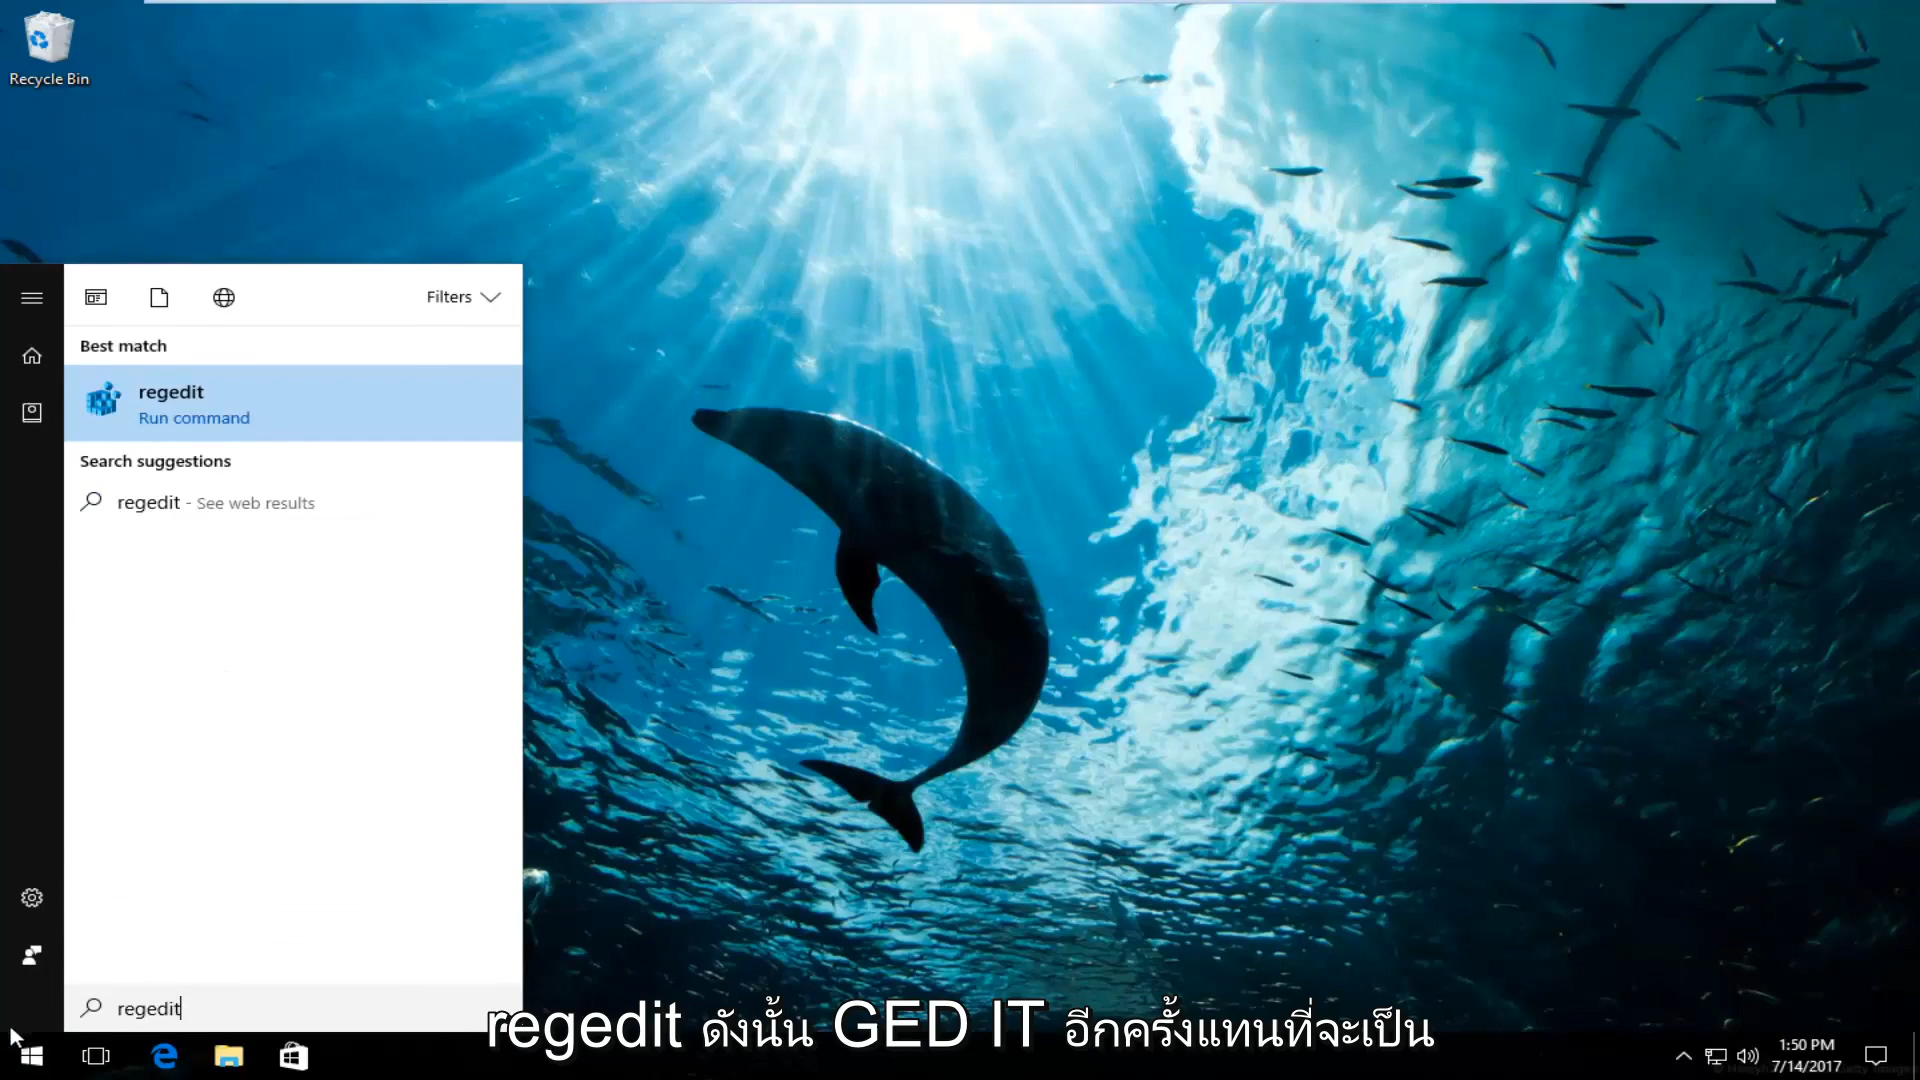 Recycle Bin
Filters
Best match
regedit
Run command
Search suggestions
regedit - See web results
regedit
regedit ดังนั้น GED IT อีกครั้งแทนที่จะเป็น
1:50 PM
7/14/2017